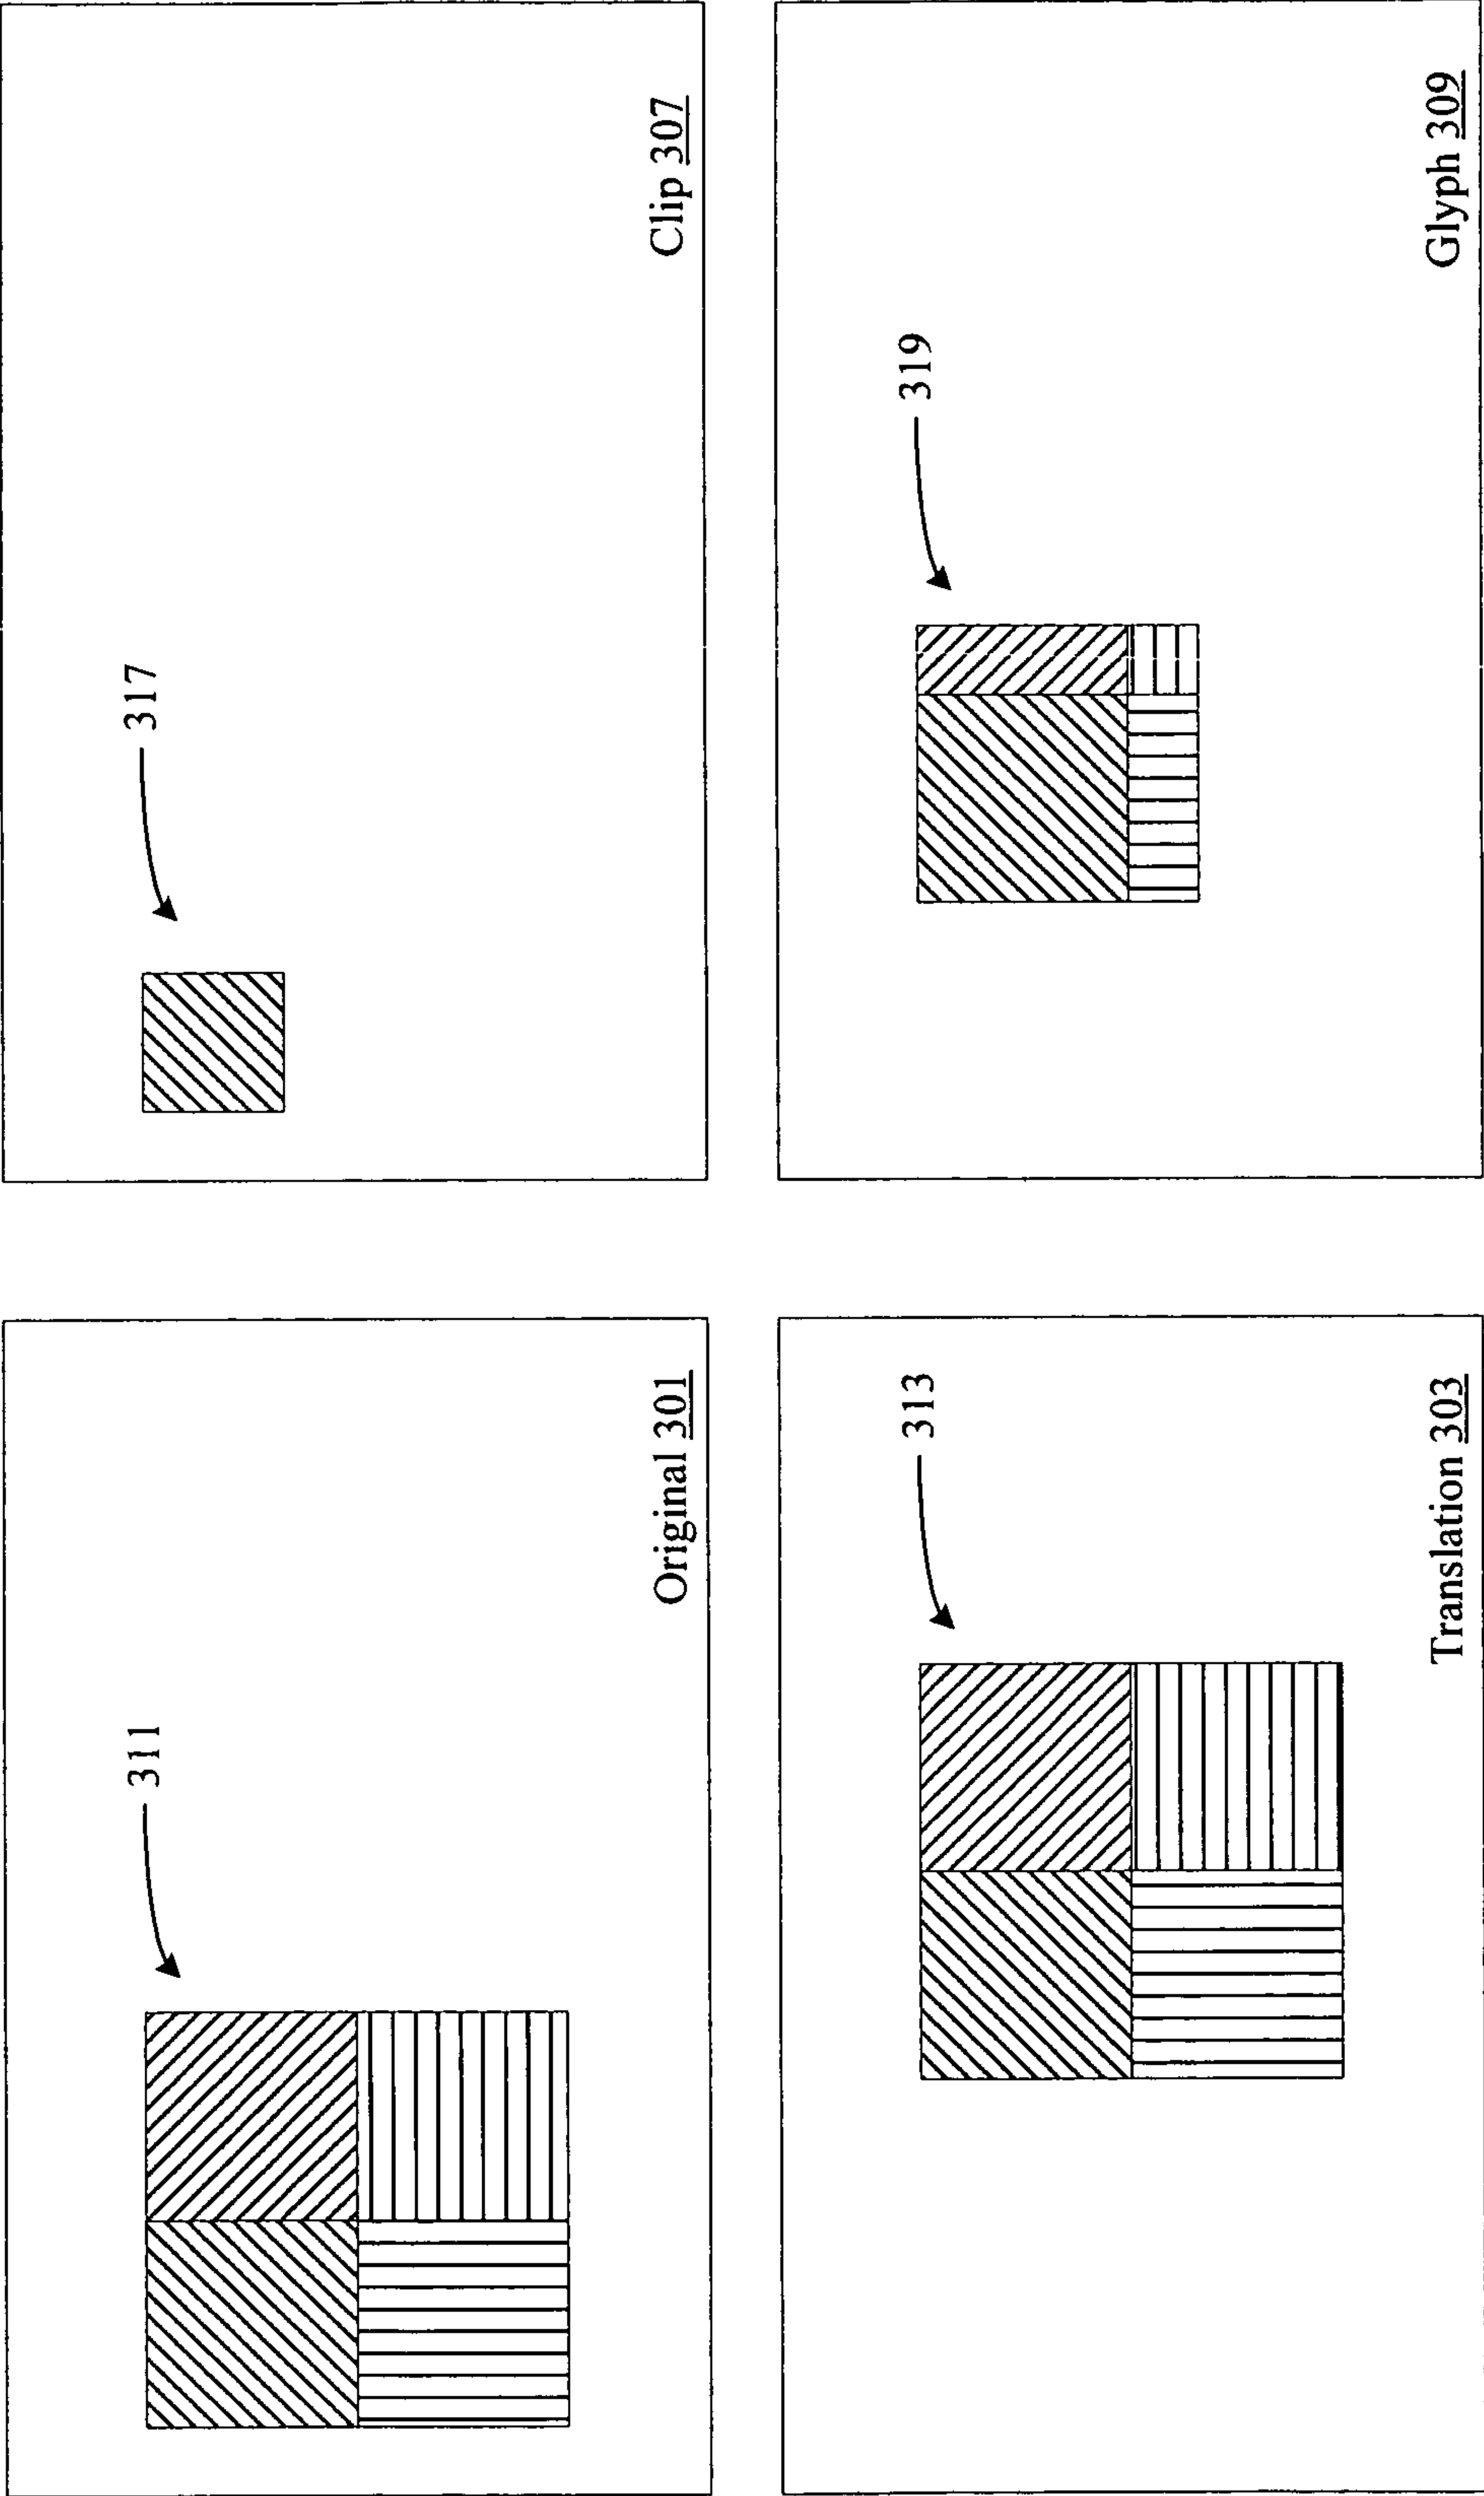 311
Original 301
317
Clip 307
313
Translation 303
319
Glyph 309